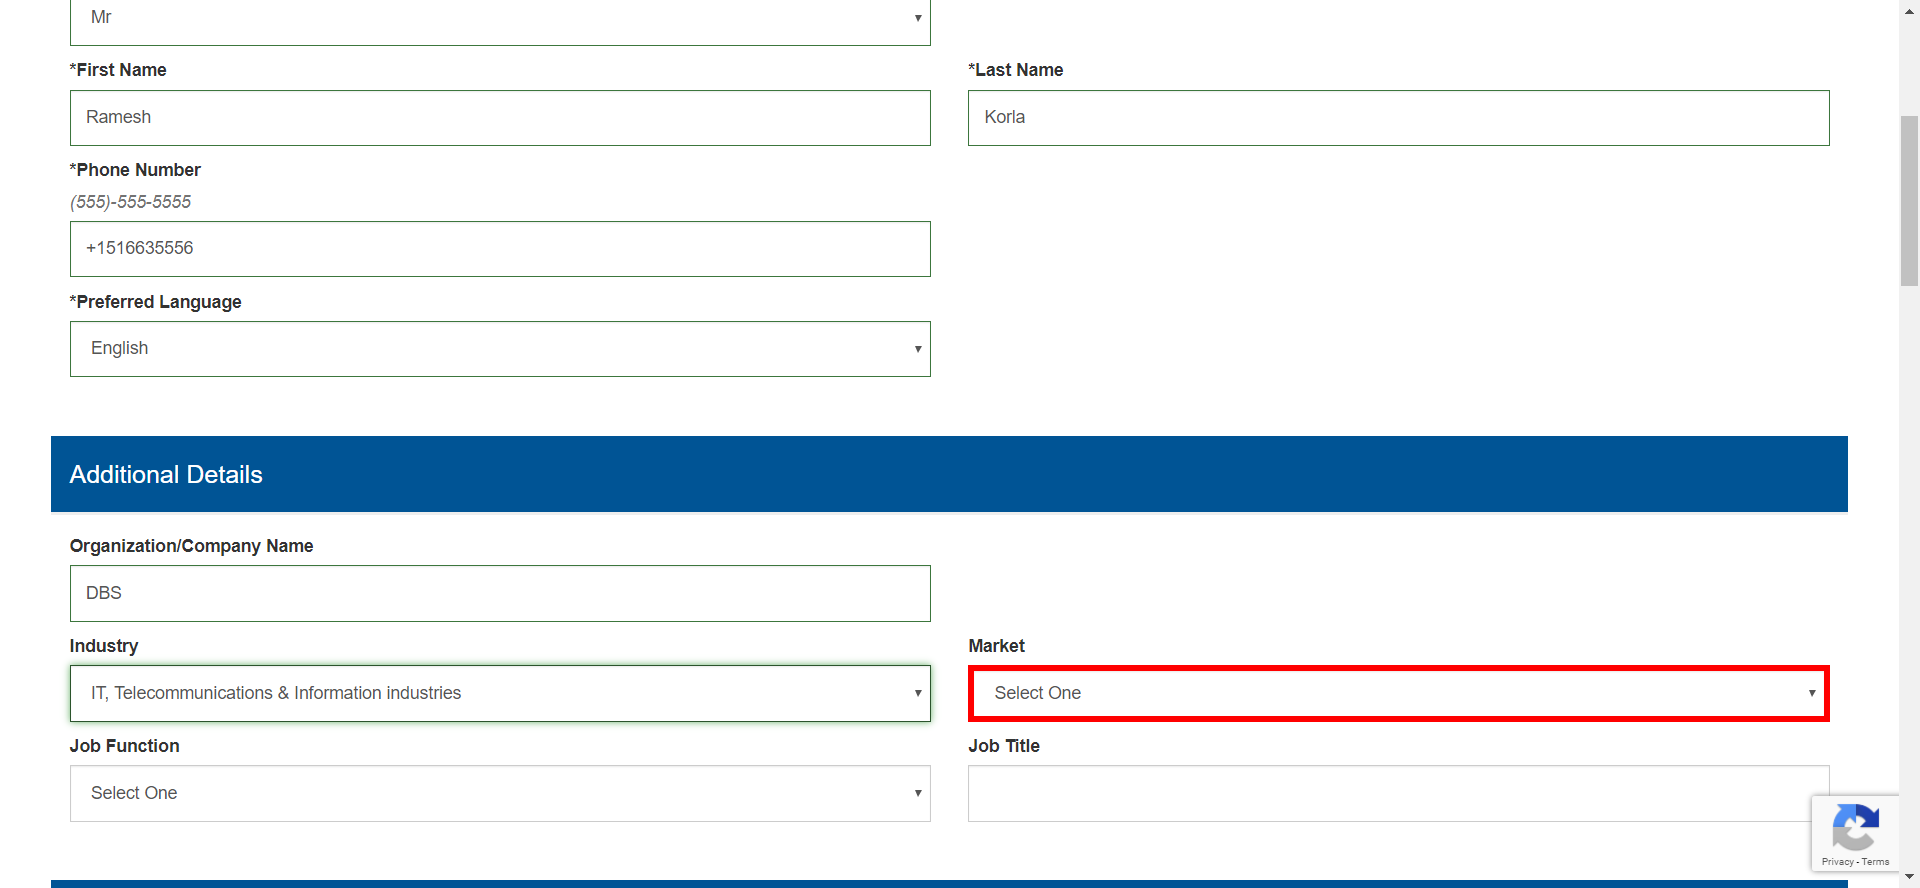 Mr
*First Name
*Last Name
Ramesh
Korla
*Phone Number
(555)-555-5555
+1516635556
*Preferred Language
English
Additional Details
Organization/Company Name
DBS
Industry
Market
IT, Telecommunications & Information industries
Select One
Job Function
Job Title
Select One
Privacy - Terms